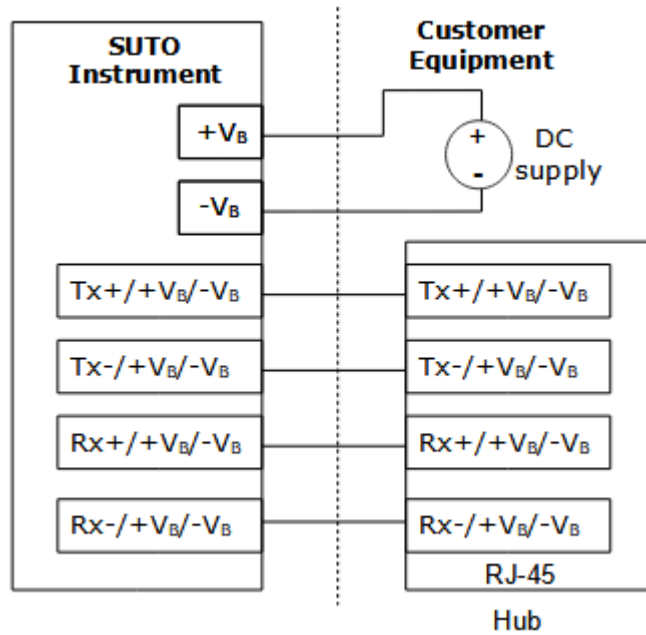 SUTO
Instrument
Customer
Equipment
+VB
+
-
DC
supply
-VB
Tx+/+VB/-VB
Tx+/+VB/-VB
Tx-/+VB/-VB
Tx-/+VB/-VB
Rx+/+VB/-VB
Rx+/+VB/-VB
Rx-/+VB/-VB
Rx-/+VB/-VB
RJ-45
Hub